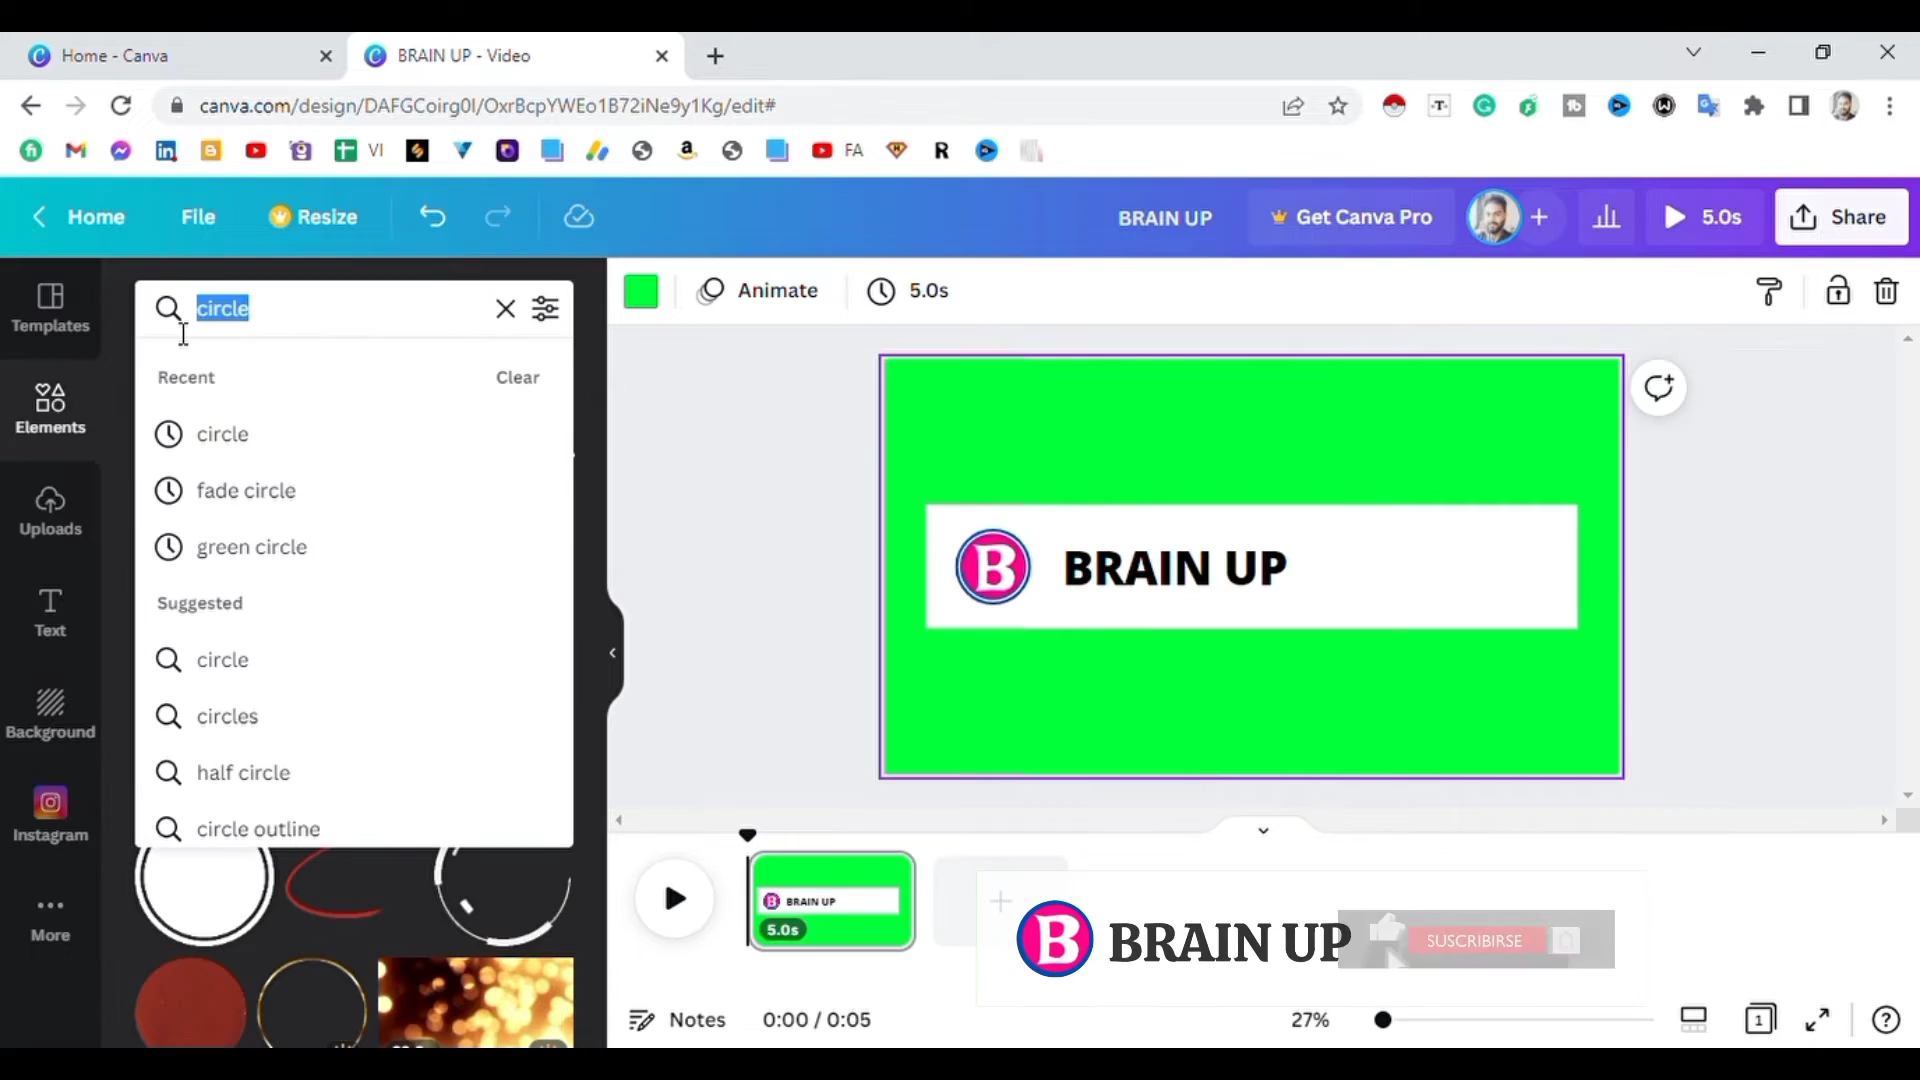 Home - Canva
BRAIN UP - Video
canva.com/design/DAFGCoirg0I/OxrBcpYWEo1B72iNe9y1Kg/edit#
VI
FA
R
Home
File
Resize
BRAIN UP
Get Canva Pro
5.0s
Share
Templates
Elements
Uploads
Text
Background
Instagram
More
circle
Recent
Clear
circle
fade circle
green circle
Suggested
circle
circles
half circle
circle outline
Animate
5.0s
B
BRAIN UP
B
BRAIN UP
5.0s
B
BRAIN UP
SUSCRIBIRSE
Notes
0:00 / 0:05
27%
1